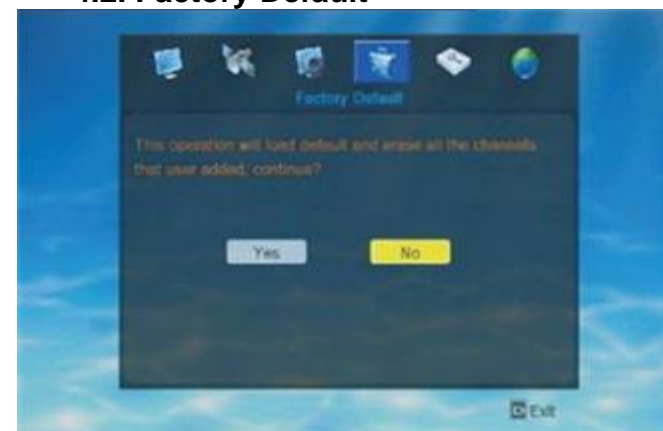 4.2. Factory Default
Factory Default
This operation will load default and erase all the channels
that user added, continue?
Yes
No
Exit